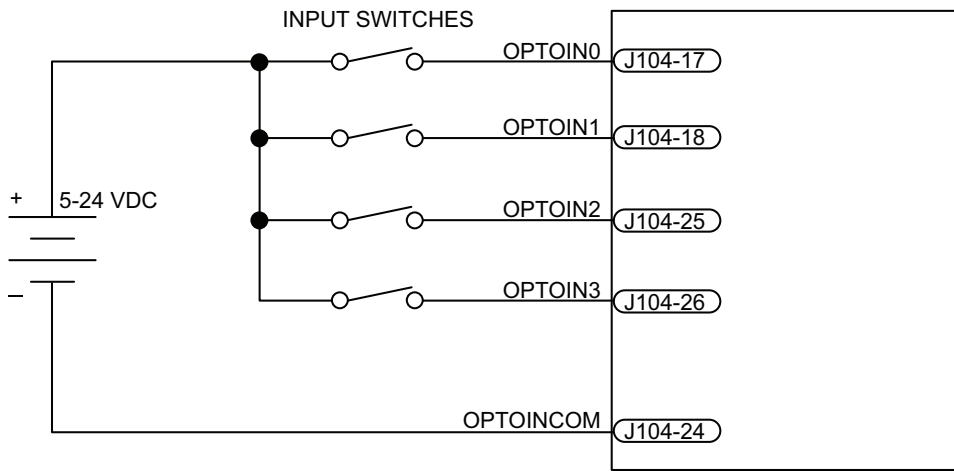 INPUT SWITCHES
OPTOIN0
J104-17
OPTOIN1
J104-18
+
5-24 VDC
OPTOIN2
J104-25
–
OPTOIN3
J104-26
OPTOINCOM
J104-24